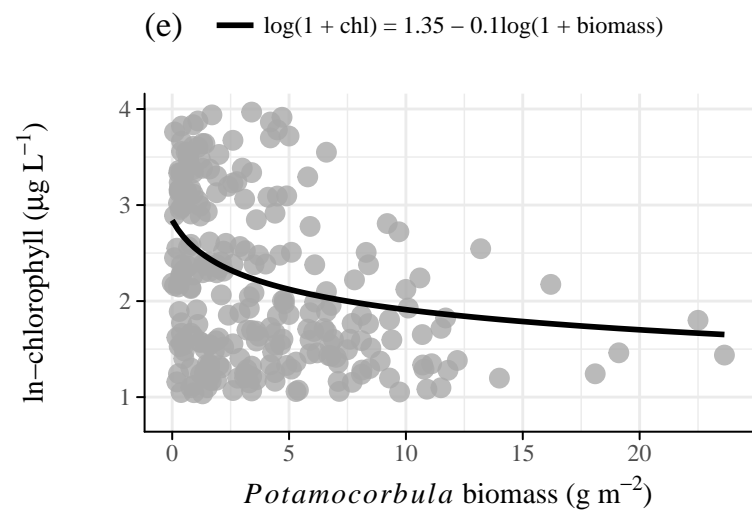 (e) log(1 + chl) = 1.35 − 0.1log(1 + biomass)
ln−chlorophyll (μg L⁻¹)
4
3
2
1
0 5 10 15 20
Potamocorbula biomass (g m⁻²)